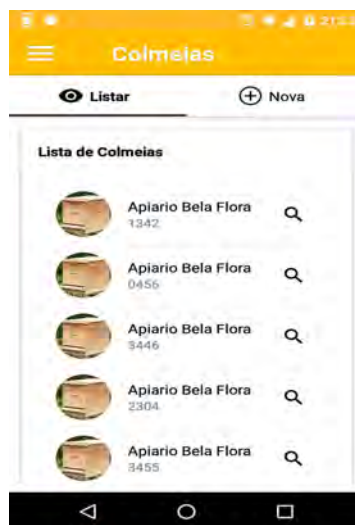 Colmeias
Listar
Nova
Lista de Colmeias
Apiario Bela Flora
1342
Apiario Bela Flora
0456
Apiario Bela Flora
3446
Apiario Bela Flora
2304
Apiario Bela Flora
3455